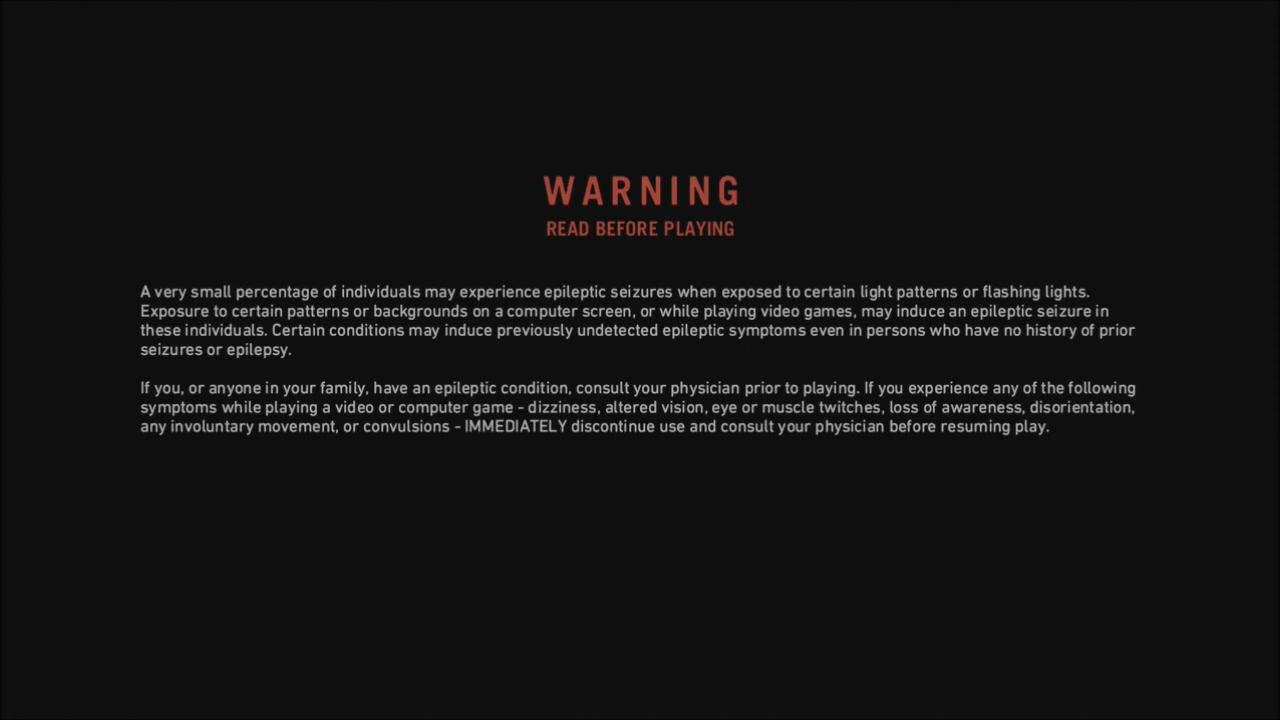 WARNING
READ BEFORE PLAYING
A very small percentage of individuals may experience epileptic seizures when exposed to certain light patterns or flashing lights.
Exposure to certain patterns or backgrounds on a computer screen, or while playing video games, may induce an epileptic seizure in
these individuals. Certain conditions may induce previously undetected epileptic symptoms even in persons who have no history of prior
seizures or epilepsy.
If you, or anyone in your family, have an epileptic condition, consult your physician prior to playing. If you experience any of the following
symptoms while playing a video or computer game - dizziness, altered vision, eye or muscle twitches, loss of awareness, disorientation,
any involuntary movement, or convulsions - IMMEDIATELY discontinue use and consult your physician before resuming play.